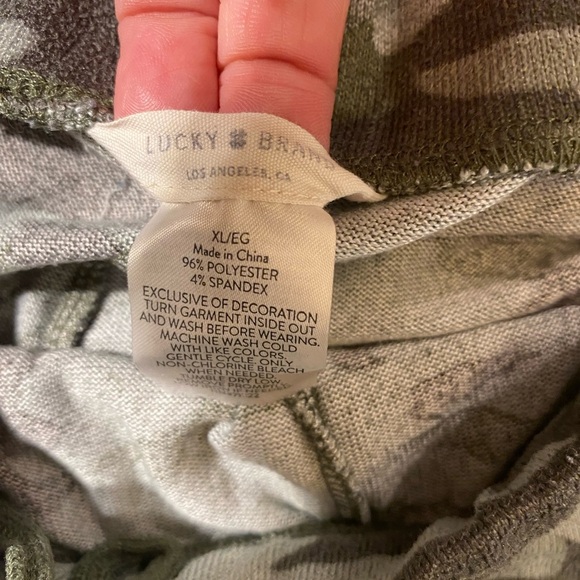 LUCKY BRAND
LOS ANGELES, CA
XL/EG
Made in China
96% POLYESTER
4% SPANDEX
EXCLUSIVE OF DECORATION
TURN GARMENT INSIDE OUT
AND WASH BEFORE WEARING.
MACHINE WASH COLD
WITH LIKE COLORS.
GENTLE CYCLE. ONLY
NON-CHLORINE BLEACH
WHEN NEEDED.
TUMBLE DRY LOW.
PROMPTLY